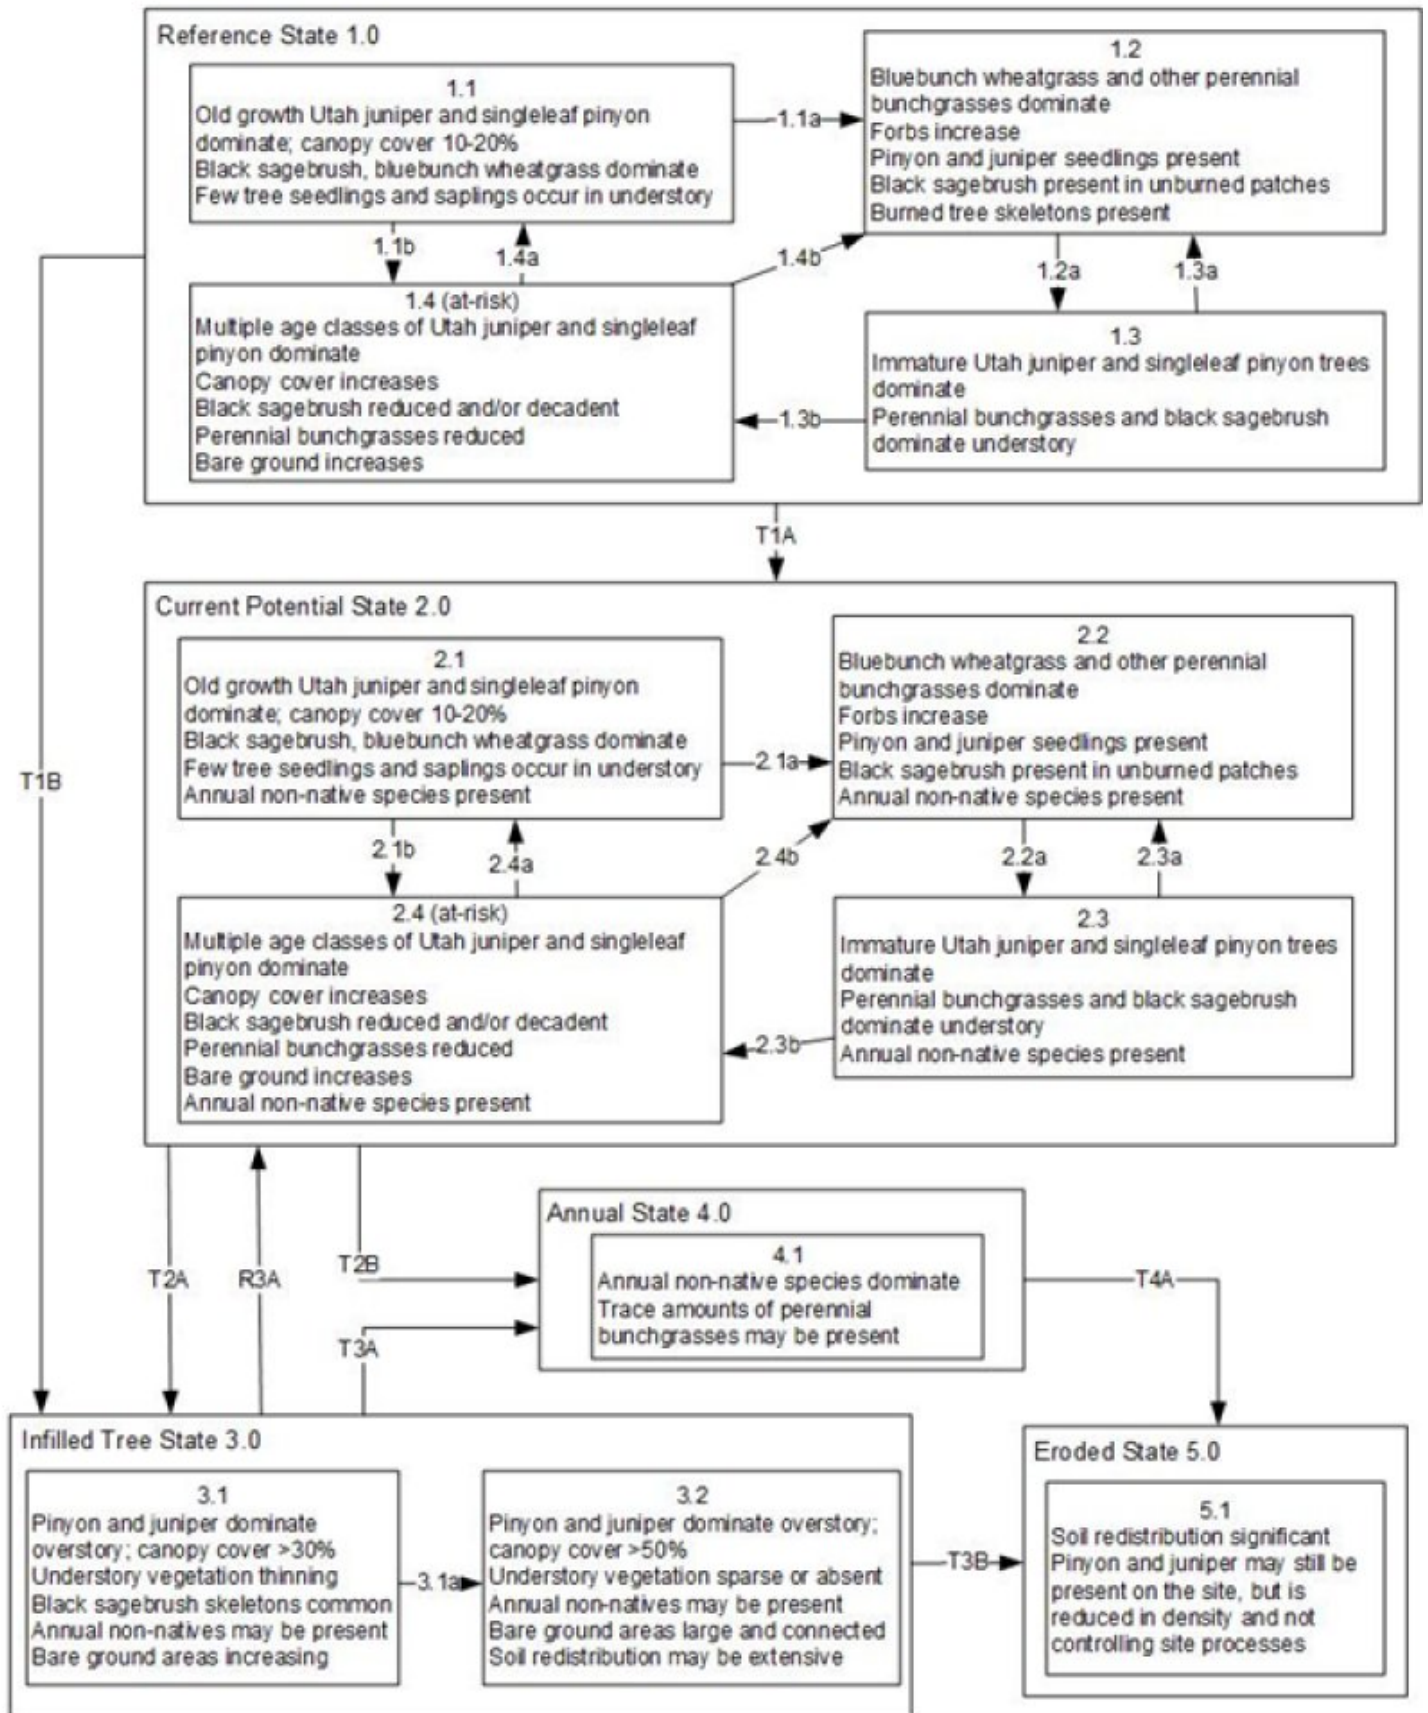 Reference State 1.0
1.1
Old growth Utah juniper and singleleaf pinyon
dominate; canopy cover 10-20%
Black sagebrush, bluebunch wheatgrass dominate
Few tree seedlings and saplings occur in understory
1.1a
1.2
Bluebunch wheatgrass and other perennial
bunchgrasses dominate
Forbs increase
Pinyon and juniper seedlings present
Black sagebrush present in unburned patches
Burned tree skeletons present
1.1b
1.4a
1.4b
1.2a
1.3a
1.4 (at-risk)
Multiple age classes of Utah juniper and singleleaf
pinyon dominate
Canopy cover increases
Black sagebrush reduced and/or decadent
Perennial bunchgrasses reduced
Bare ground increases
1.3b
1.3
Immature Utah juniper and singleleaf pinyon trees
dominate
Perennial bunchgrasses and black sagebrush
dominate understory
T1A
T1B
Current Potential State 2.0
2.1
Old growth Utah juniper and singleleaf pinyon
dominate; canopy cover 10-20%
Black sagebrush, bluebunch wheatgrass dominate
Few tree seedlings and saplings occur in understory
Annual non-native species present
2.1a
2.2
Bluebunch wheatgrass and other perennial
bunchgrasses dominate
Forbs increase
Pinyon and juniper seedlings present
Black sagebrush present in unburned patches
Annual non-native species present
2.1b
2.4a
2.4b
2.2a
2.3a
2.4 (at-risk)
Multiple age classes of Utah juniper and singleleaf
pinyon dominate
Canopy cover increases
Black sagebrush reduced and/or decadent
Perennial bunchgrasses reduced
Bare ground increases
Annual non-native species present
2.3b
2.3
Immature Utah juniper and singleleaf pinyon trees
dominate
Perennial bunchgrasses and black sagebrush
dominate understory
Annual non-native species present
T2A
R3A
T2B
T3A
Annual State 4.0
4.1
Annual non-native species dominate
Trace amounts of perennial
bunchgrasses may be present
T4A
Infilled Tree State 3.0
3.1
Pinyon and juniper dominate
overstory; canopy cover >30%
Understory vegetation thinning
Black sagebrush skeletons common
Annual non-natives may be present
Bare ground areas increasing
3.1a
3.2
Pinyon and juniper dominate overstory;
canopy cover >50%
Understory vegetation sparse or absent
Annual non-natives may be present
Bare ground areas large and connected
Soil redistribution may be extensive
T3B
Eroded State 5.0
5.1
Soil redistribution significant
Pinyon and juniper may still be
present on the site, but is
reduced in density and not
controlling site processes